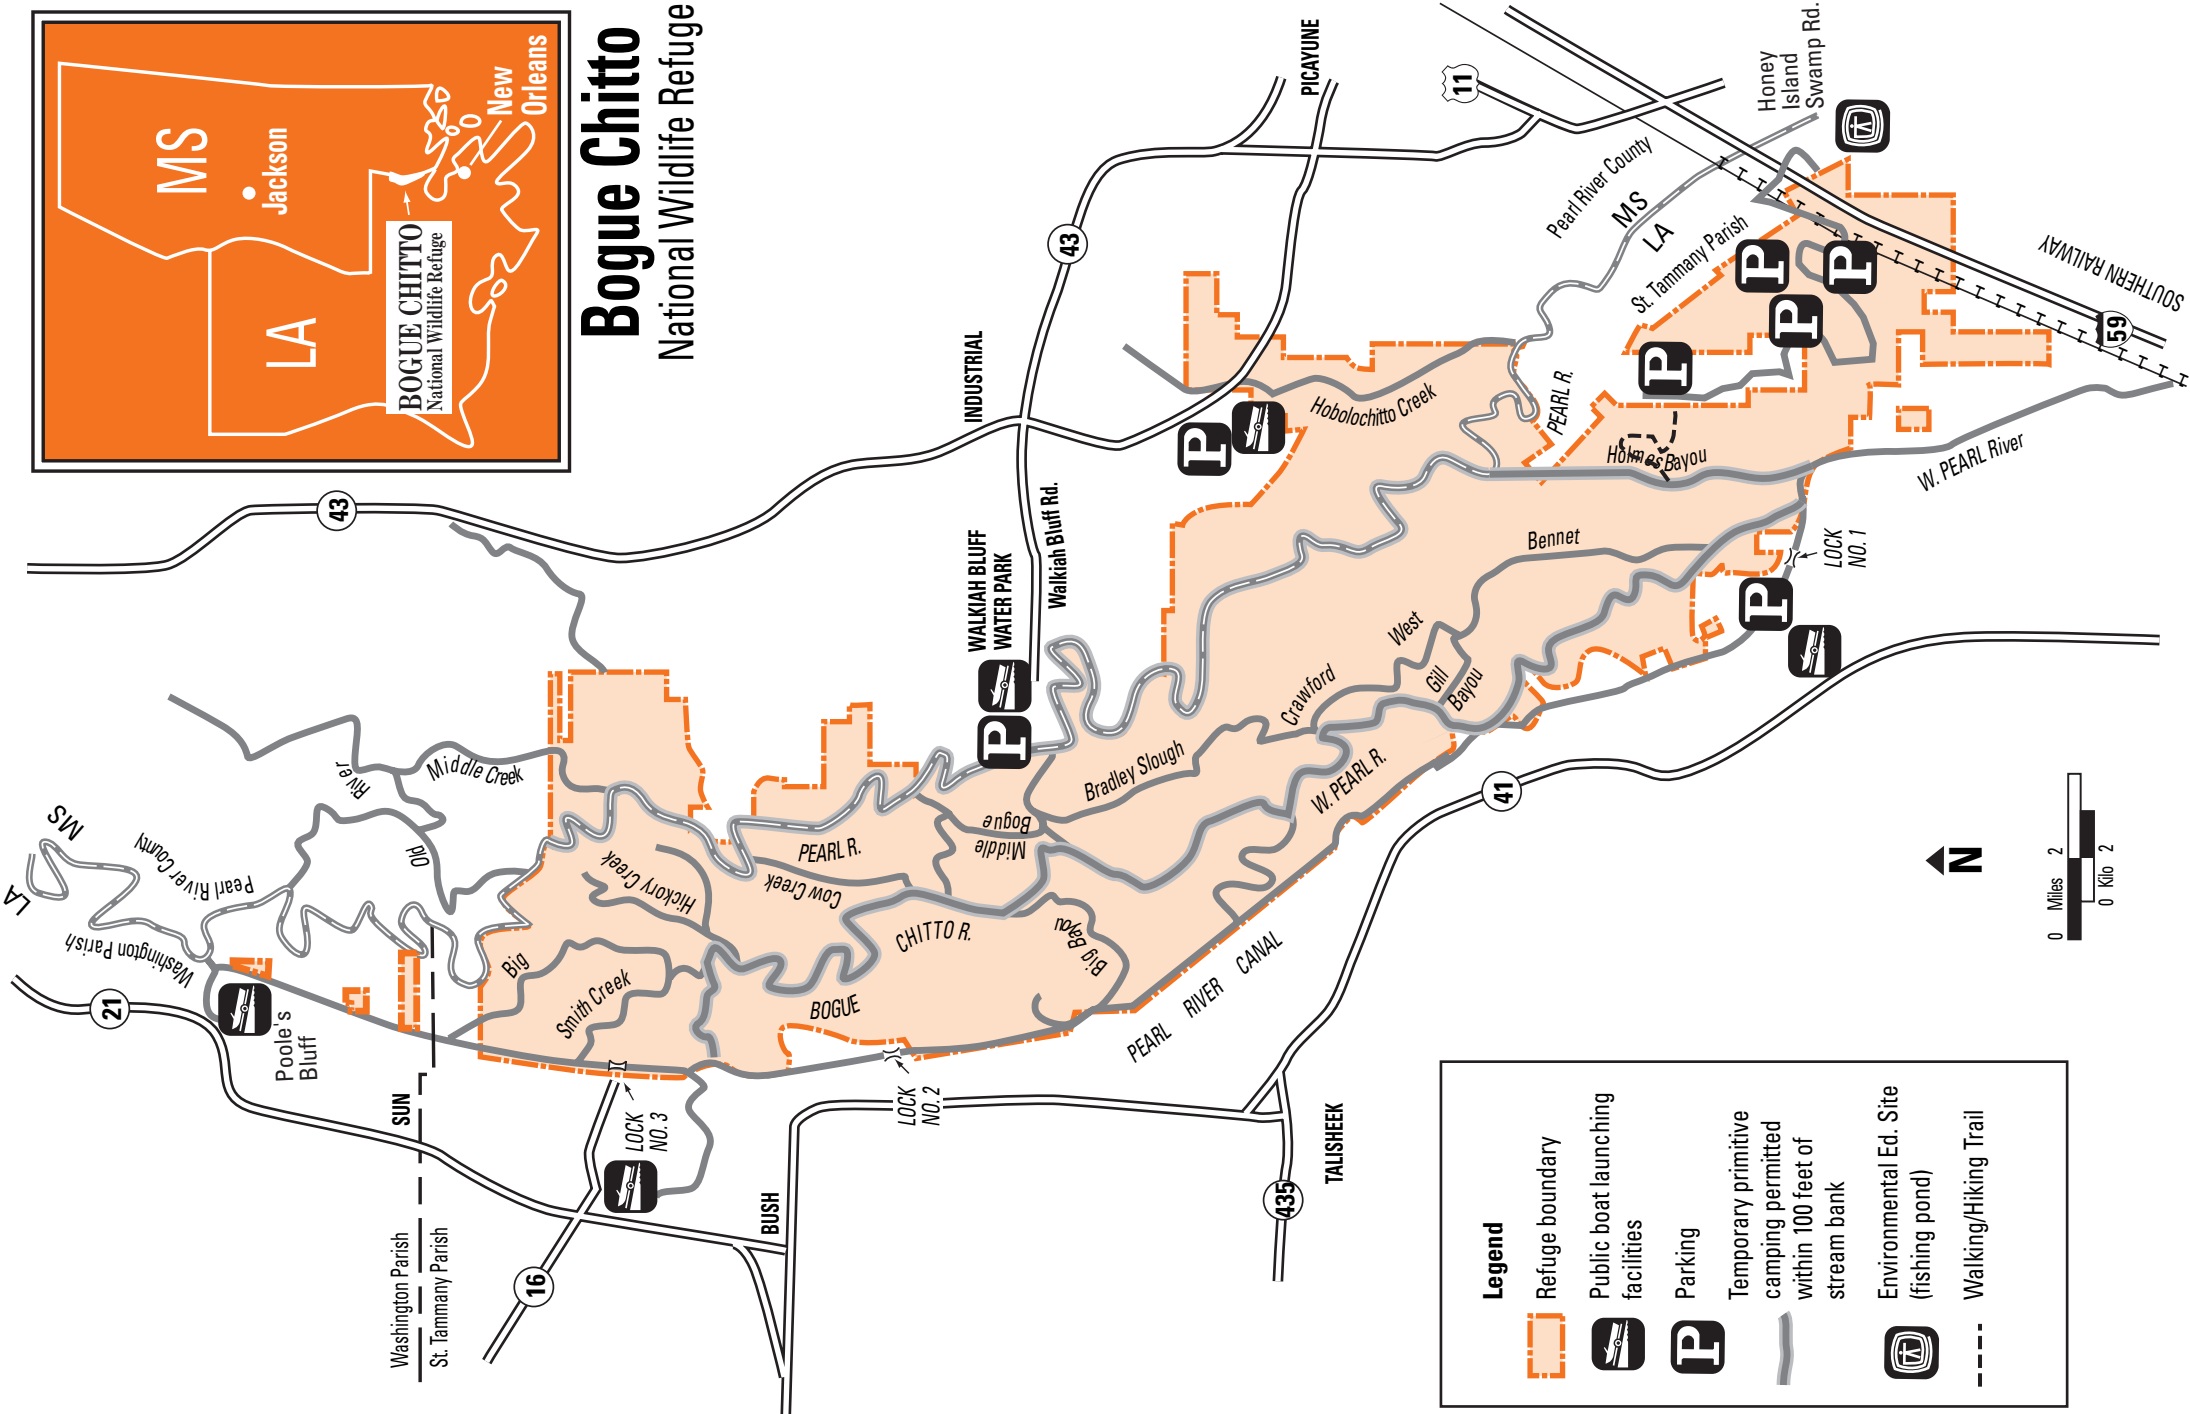 MS
Jackson
LA
New
Orleans
BOGUE CHITTO
National Wildlife Refuge
Bogue Chitto
National Wildlife Refuge
43
43
11
PICAYUNE
INDUSTRIAL
Honey
Island
Swamp Rd.
Pearl River County
MS
LA
St. Tammany Parish
SOUTHERN RAILWAY
59
P
P
P
P
P
P
P
Hobolochitto Creek
PEARL R.
Holmes Bayou
W. PEARL River
WALKIAH BLUFF
WATER PARK
Walkiah Bluff Rd.
Bennet
LOCK
NO. 1
West
Gill
Bayou
Crawford
Bradley Slough
W. PEARL R.
41
MS
LA
Pearl River County
Washington Parish
River
Old
Middle Creek
21
Poole's
Bluff
Big
Smith Creek
Hickory Creek
Cow Creek
PEARL R.
Middle
Bogue
CHITTO R.
BOGUE
Big Bayou
PEARL RIVER CANAL
LOCK
NO. 2
LOCK
NO. 3
SUN
Washington Parish
St. Tammany Parish
16
BUSH
TALISHEEK
435
N
0 Miles 2
0 Kilo 2
Legend
Refuge boundary
Public boat launching
facilities
P
Parking
Temporary primitive
camping permitted
within 100 feet of
stream bank
Environmental Ed. Site
(fishing pond)
Walking/Hiking Trail